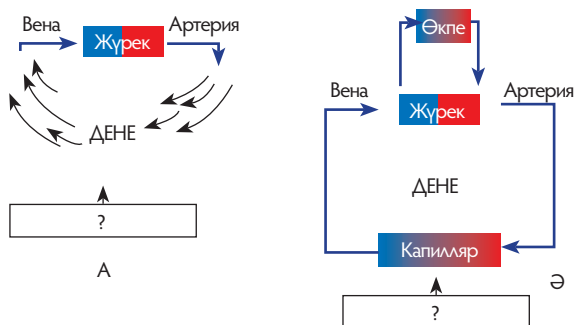 Вена
Жүрек
Артерия
ДЕНЕ
?
А
Өкпе
Вена
Артерия
Жүрек
ДЕНЕ
Капилляр
Ә
?